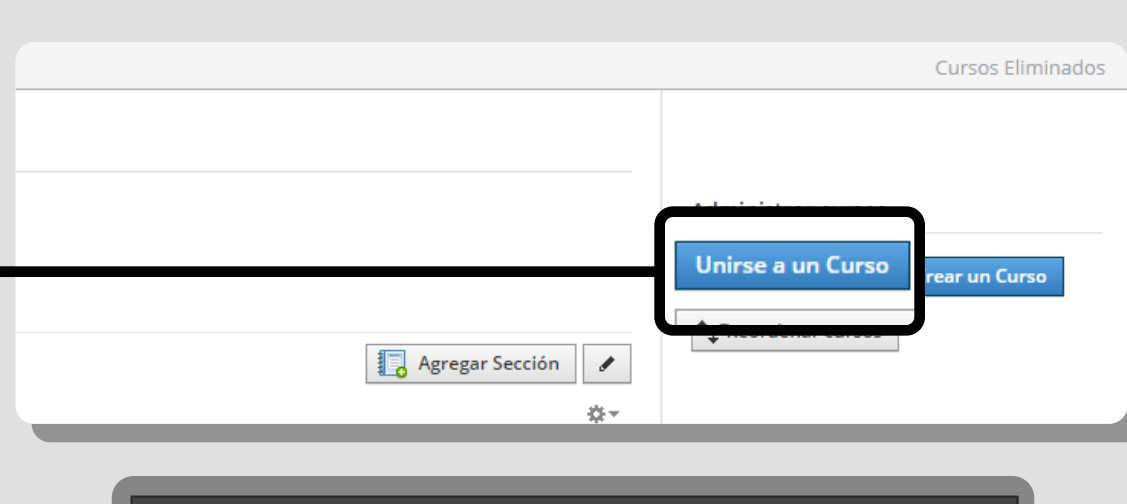 Cursos Eliminados
Unirse a un Curso
rear un Curso
Agregar Sección